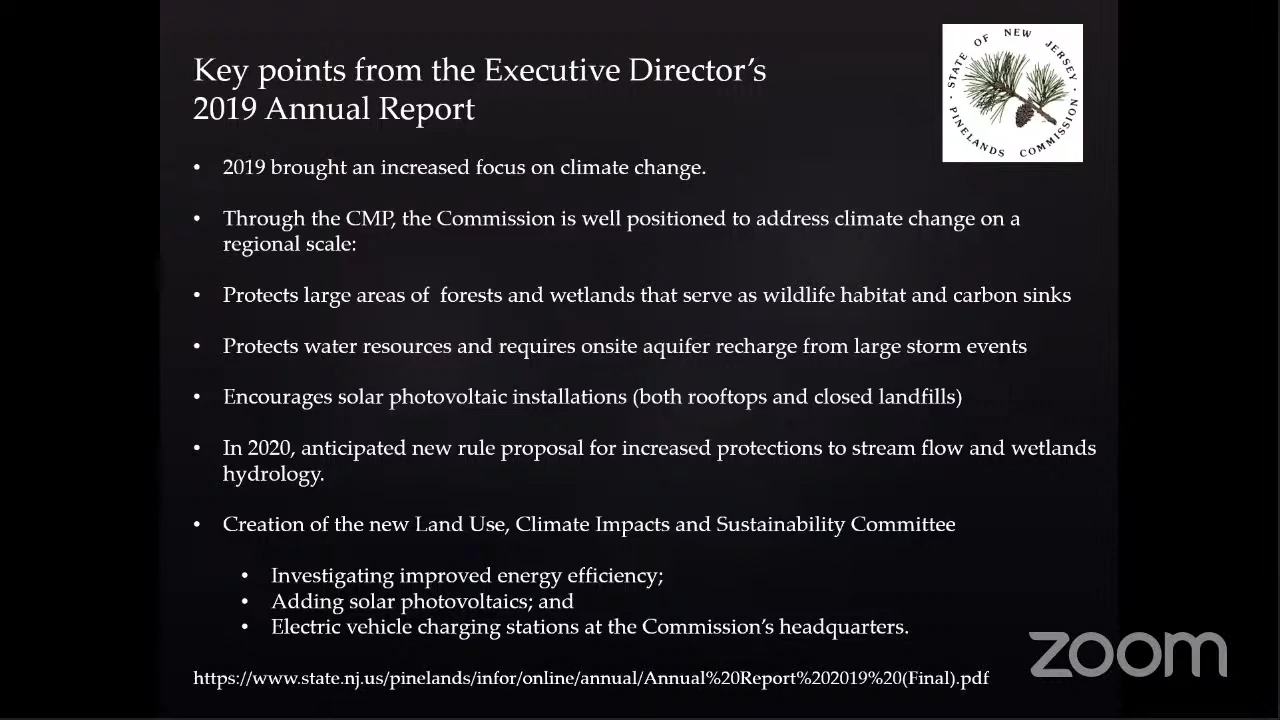 Key points from the Executive Director's
2019 Annual Report
STATE OF NEW JERSEY
PINELANDS COMMISSION
• 2019 brought an increased focus on climate change.
• Through the CMP, the Commission is well positioned to address climate change on a
regional scale:
• Protects large areas of forests and wetlands that serve as wildlife habitat and carbon sinks
• Protects water resources and requires onsite aquifer recharge from large storm events
• Encourages solar photovoltaic installations (both rooftops and closed landfills)
• In 2020, anticipated new rule proposal for increased protections to stream flow and wetlands
hydrology.
• Creation of the new Land Use, Climate Impacts and Sustainability Committee
• Investigating improved energy efficiency;
• Adding solar photovoltaics; and
• Electric vehicle charging stations at the Commission's headquarters.
zoom
https://www.state.nj.us/pinelands/infor/online/annual/Annual%20Report%202019%20(Final).pdf